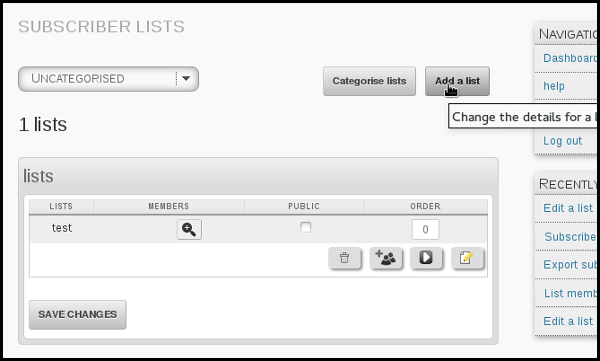 SUBSCRIBER LISTS
UNCATEGORISED
Categorise lists
Add a list
Change the details for a l
1 lists
lists
LISTS MEMBERS PUBLIC ORDER
test 0
SAVE CHANGES
NAVIGATIO
Dashboard
help
Log out
RECENTLY
Edit a list
Subscribe
Export sub
List memb
Edit a list